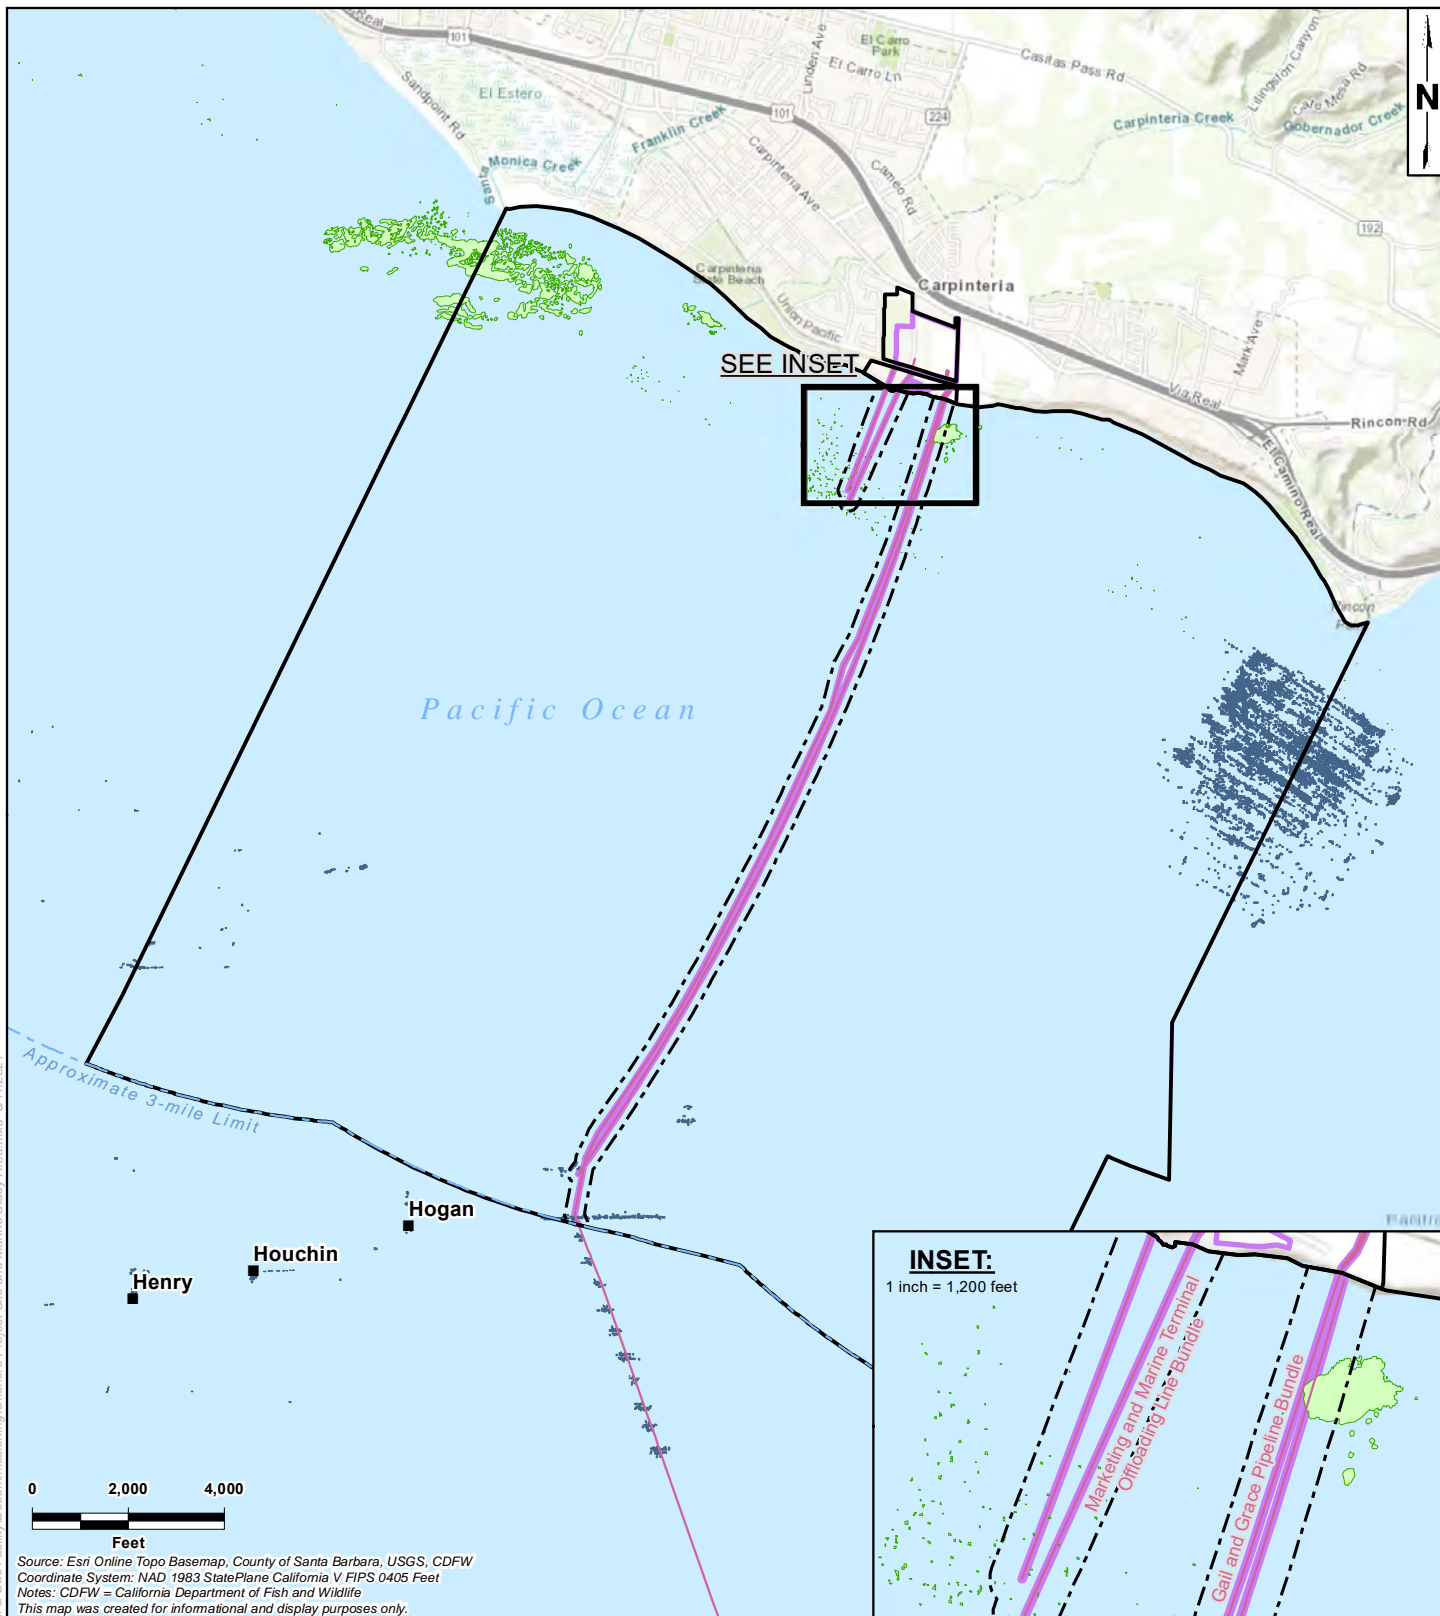 Real
101
Sandpoint Rd
El Estero
Santa
Monica Creek
Franklin Creek
Linden Ave
El Carro
Park
El Carro Ln
101
224
Casitas Pass Rd
Carpinteria Creek
Gobernador Creek
N
Carpinteria Ave
Cameo Rd
192
Carpinteria
State Beach
Union Pacific
Carpinteria
Mark Ave
Via Real
Rincon Rd
El Camino Real
SEE INSET
Rincon
Pacific Ocean
Approximate 3-mile Limit
Hogan
Houchin
Henry
INSET:
1 inch = 1,200 feet
Marketing and Marine Terminal
Offloading Line Bundle
Gail and Grace Pipeline Bundle
0 2,000 4,000
Feet
Source: Esri Online Topo Basemap, County of Santa Barbara, USGS, CDFW
Coordinate System: NAD 1983 StatePlane California V FIPS 0405 Feet
Notes: CDFW = California Department of Fish and Wildlife
This map was created for informational and display purposes only.